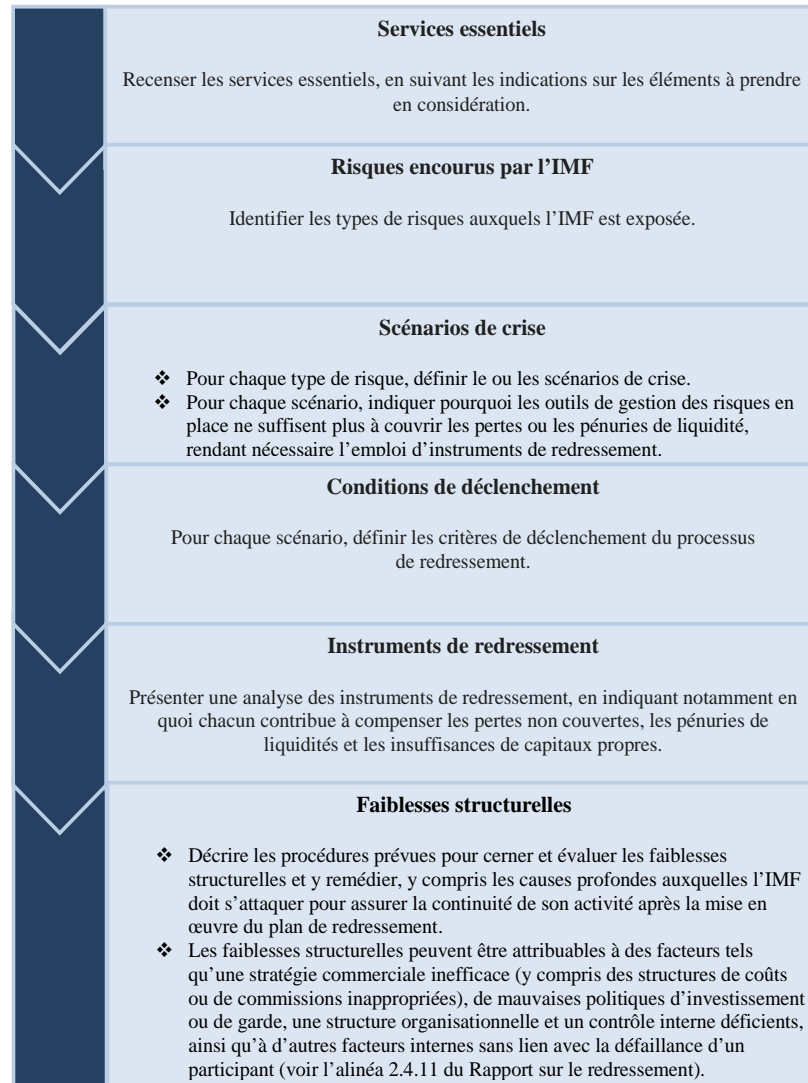 Services essentiels
Recenser les services essentiels, en suivant les indications sur les éléments à prendre
en considération.
Risques encourus par l’IMF
Identifier les types de risques auxquels l’IMF est exposée.
Scénarios de crise
❖ Pour chaque type de risque, définir le ou les scénarios de crise.
❖ Pour chaque scénario, indiquer pourquoi les outils de gestion des risques en
place ne suffisent plus à couvrir les pertes ou les pénuries de liquidité,
rendant nécessaire l’emploi d’instruments de redressement.
Conditions de déclenchement
Pour chaque scénario, définir les critères de déclenchement du processus
de redressement.
Instruments de redressement
Présenter une analyse des instruments de redressement, en indiquant notamment en
quoi chacun contribue à compenser les pertes non couvertes, les pénuries de
liquidités et les insuffisances de capitaux propres.
Faiblesses structurelles
❖ Décrire les procédures prévues pour cerner et évaluer les faiblesses
structurelles et y remédier, y compris les causes profondes auxquelles l’IMF
doit s’attaquer pour assurer la continuité de son activité après la mise en
œuvre du plan de redressement.
❖ Les faiblesses structurelles peuvent être attribuables à des facteurs tels
qu’une stratégie commerciale inefficace (y compris des structures de coûts
ou de commissions inappropriées), de mauvaises politiques d’investissement
ou de garde, une structure organisationnelle et un contrôle interne déficients,
ainsi qu’à d’autres facteurs internes sans lien avec la défaillance d’un
participant (voir l’alinéa 2.4.11 du Rapport sur le redressement).